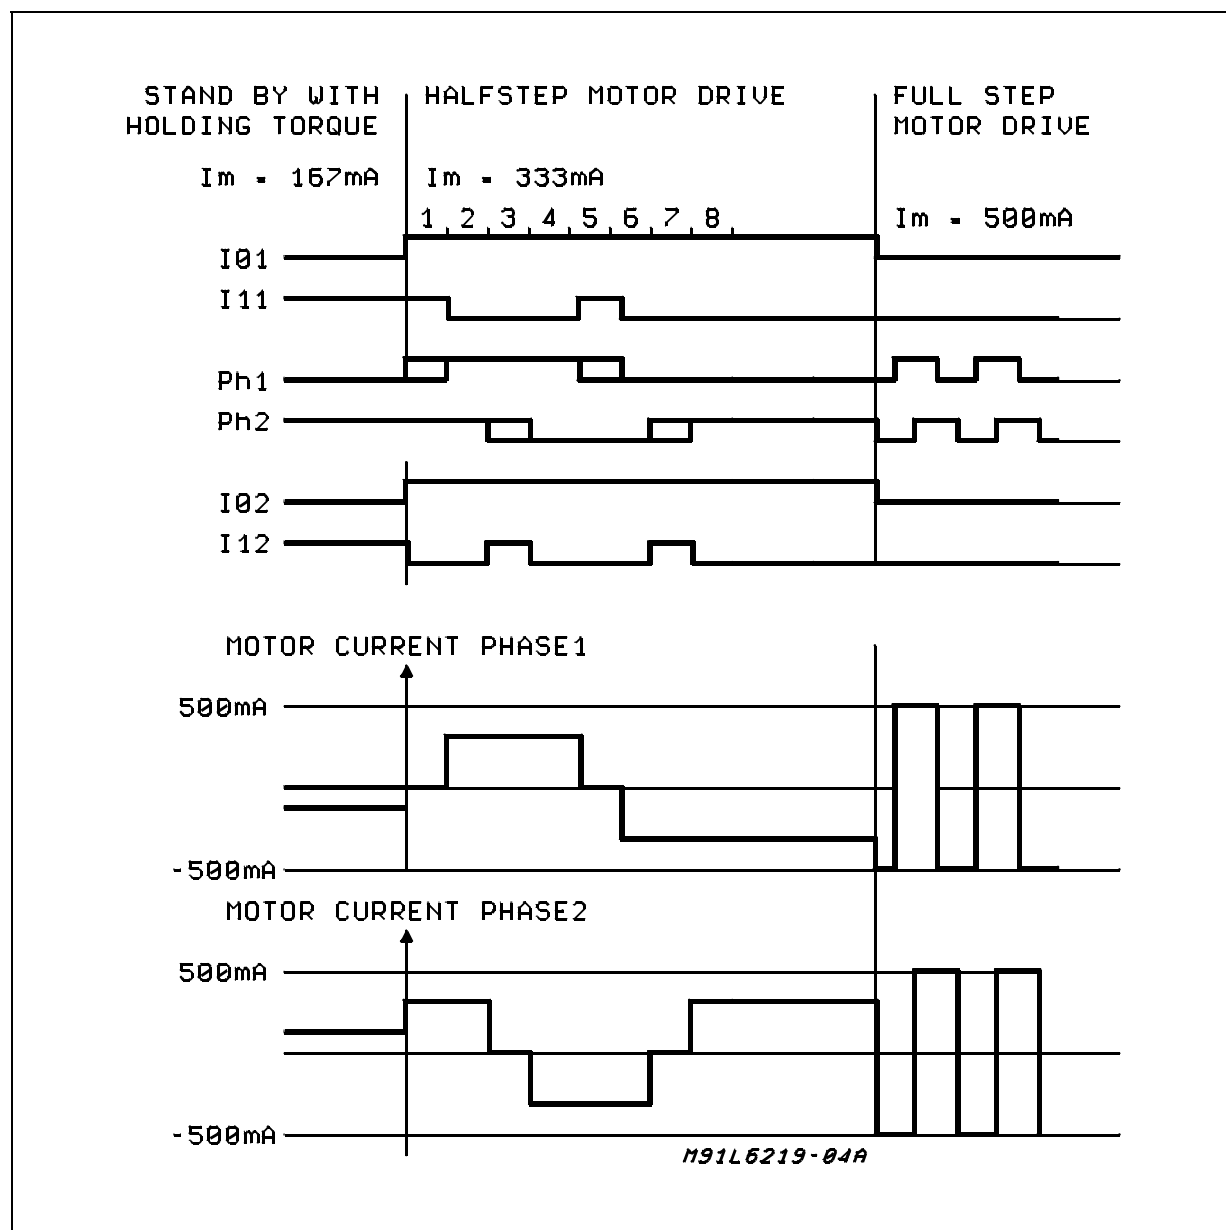 STAND BY WITH
HOLDING TORQUE
HALFSTEP MOTOR DRIVE
FULL STEP
MOTOR DRIVE
Im - 167mA
Im - 333mA
Im - 500mA
1 2 3 4 5 6 7 8
I01
I11
Ph1
Ph2
I02
I12
MOTOR CURRENT PHASE1
500mA
-500mA
MOTOR CURRENT PHASE2
500mA
-500mA
M91L6219-04A